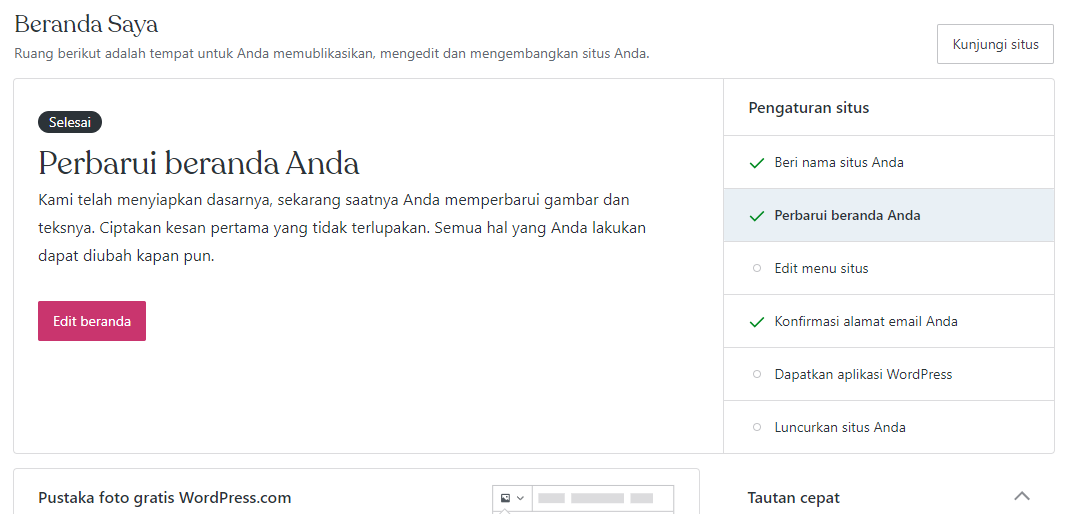 Beranda Saya
Ruang berikut adalah tempat untuk Anda memublikasikan, mengedit dan mengembangkan situs Anda.
Kunjungi situs
Selesai
Perbarui beranda Anda
Kami telah menyiapkan dasarnya, sekarang saatnya Anda memperbarui gambar dan
teksnya. Ciptakan kesan pertama yang tidak terlupakan. Semua hal yang Anda lakukan
dapat diubah kapan pun.
Edit beranda
Pengaturan situs
Beri nama situs Anda
Perbarui beranda Anda
Edit menu situs
Konfirmasi alamat email Anda
Dapatkan aplikasi WordPress
Luncurkan situs Anda
Pustaka foto gratis WordPress.com
Tautan cepat